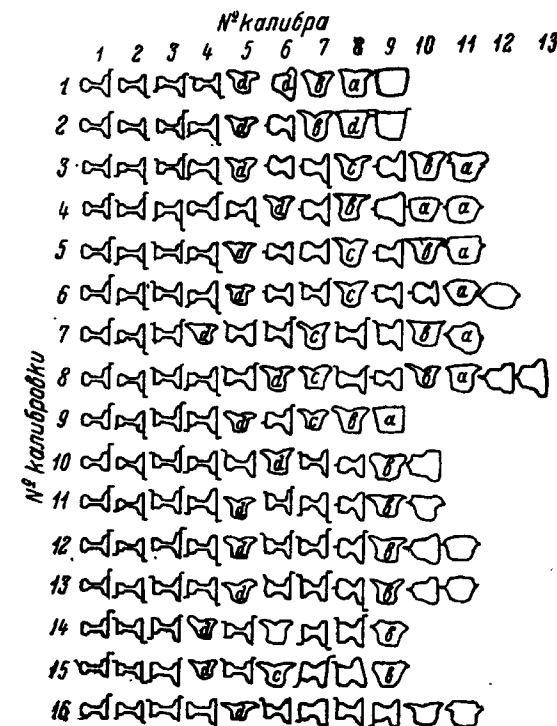 № калибра
1 2 3 4 5 6 7 8 9 10 11 12 13
№ калибровки
1 d d b a
2 d b d
3 d c b a
4 d b a a
5 d c b a
6 d c a
7 d c b a
8 d c b a
9 d c b a
10 d b
11 d b
12 d b
13 d b
14 d b
15 d c b
16 d